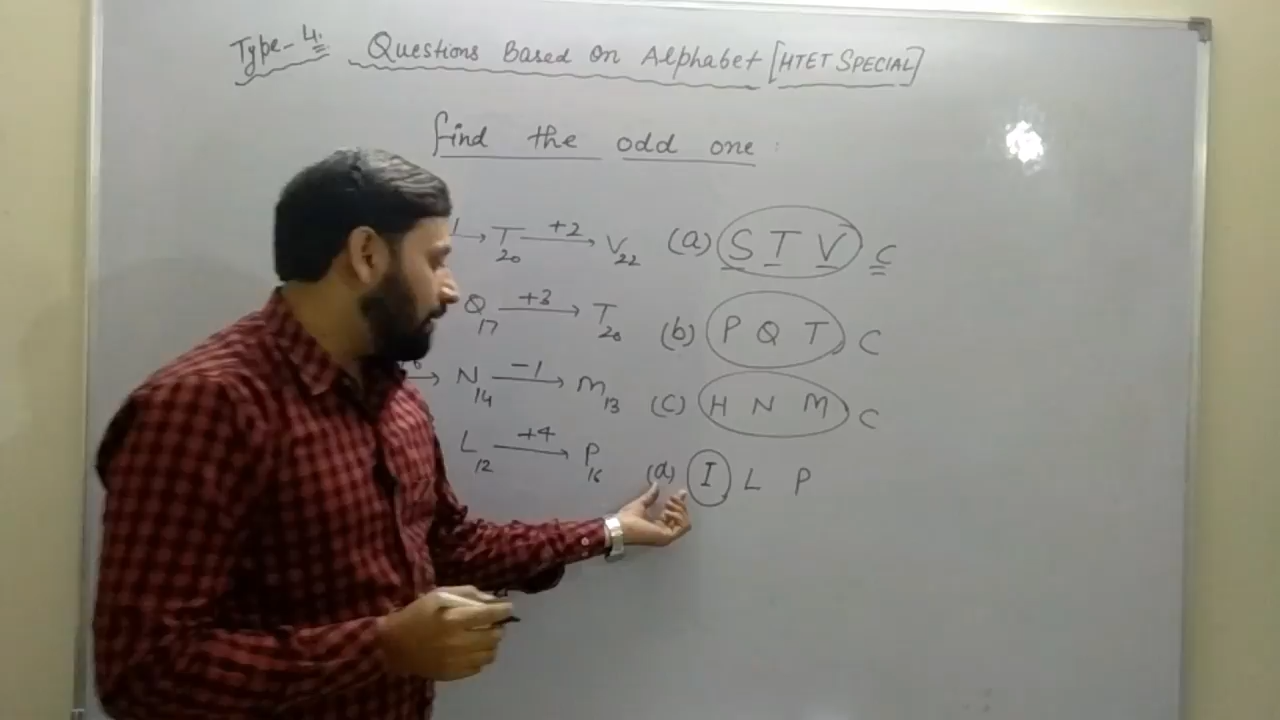 Type-4. Questions Based on Alphabet [HTET SPECIAL]
find the odd one :
1 → T 20 +2 → V 22 (a) S T V C
Q 17 +3 → T 20 (b) P Q T C
→ N 14 -1 → M 13 (C) H N M C
L 12 +4 → P 16 (d) I L P